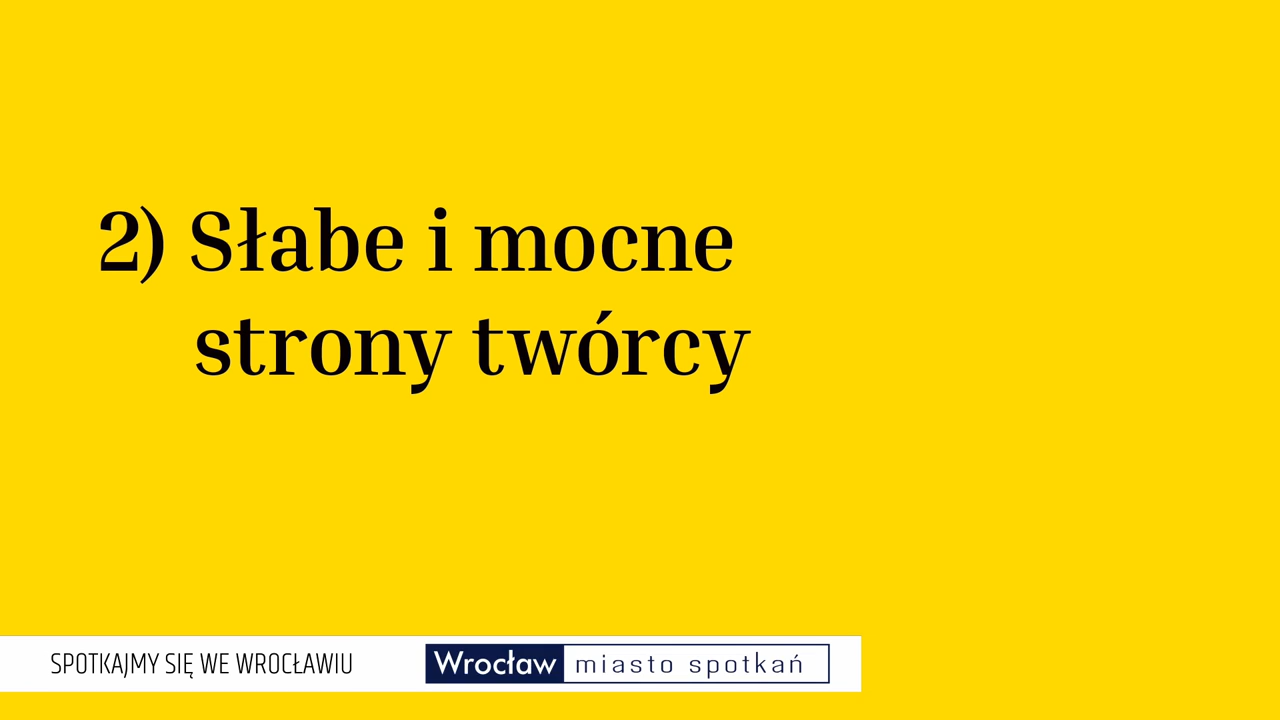 2) Słabe i mocne
strony twórcy
SPOTKAJMY SIĘ WE WROCŁAWIU
Wrocław miasto spotkań